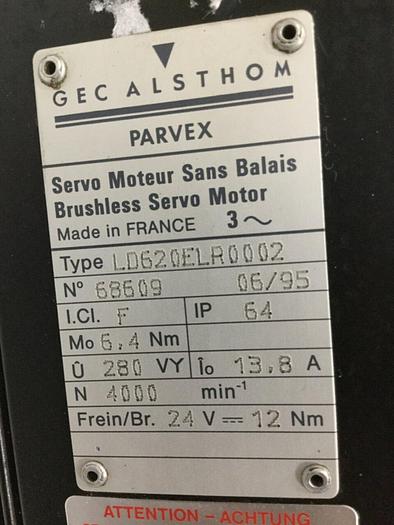 GEC ALSTHOM
PARVEX
Servo Moteur Sans Balais
Brushless Servo Motor
Made in FRANCE 3~
Type LD620ELR0002
N° 68609 06/95
I.Cl. F IP 64
Mo 6,4 Nm
Û 280 VY Îo 13,8 A
N 4000 min⁻¹
Frein/Br. 24 V ⎓ 12 Nm
ATTENTION – ACHTUNG